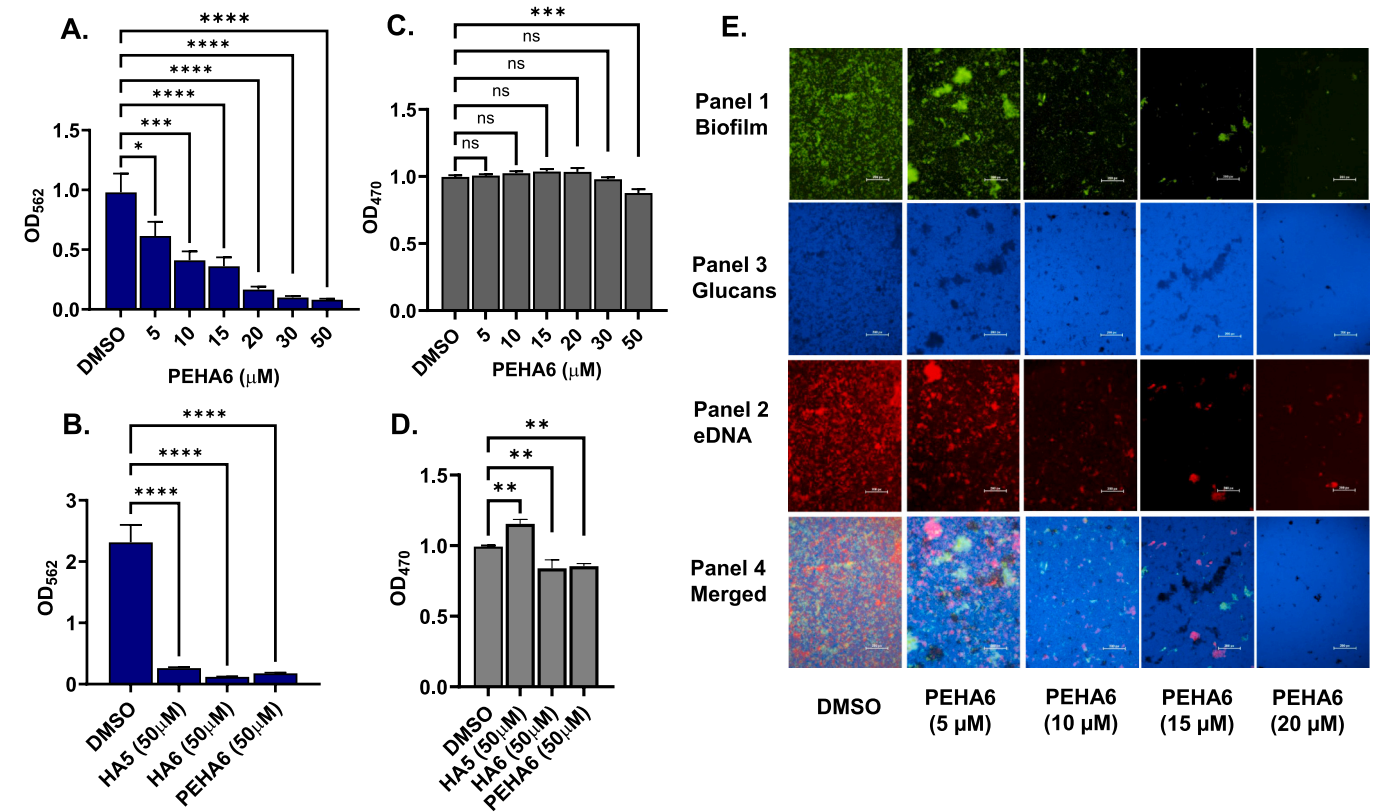 A.
****
****
****
****
***
*
OD562
1.5
1.0
0.5
0.0
DMSO
5
10
15
20
30
50
PEHA6 (μM)
B.
****
****
****
OD562
3
2
1
0
DMSO
HA5 (50μM)
HA6 (50μM)
PEHA6 (50μM)
C.
***
ns
ns
ns
ns
ns
OD470
1.5
1.0
0.5
0.0
DMSO
5
10
15
20
30
50
PEHA6 (μM)
D.
**
**
**
OD470
1.5
1.0
0.5
0.0
DMSO
HA5 (50μM)
HA6 (50μM)
PEHA6 (50μM)
E.
Panel 1
Biofilm
Panel 3
Glucans
Panel 2
eDNA
Panel 4
Merged
DMSO
PEHA6
(5 μM)
PEHA6
(10 μM)
PEHA6
(15 μM)
PEHA6
(20 μM)